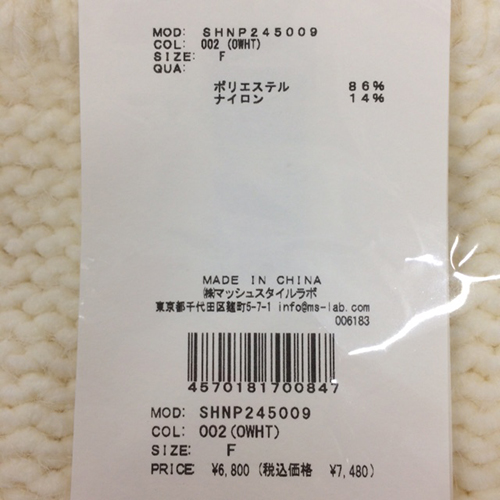 MOD: SHNP245009
COL: 002(OWHT)
SIZE: F
QUA:
ポリエステル 86%
ナイロン 14%
MADE IN CHINA
㈱マッシュスタイルラボ
東京都千代田区麹町5-7-1 info@ms-lab.com
006183
4570181700847
MOD: SHNP245009
COL: 002(OWHT)
SIZE: F
PRICE: ¥6,800(税込価格 ¥7,480)